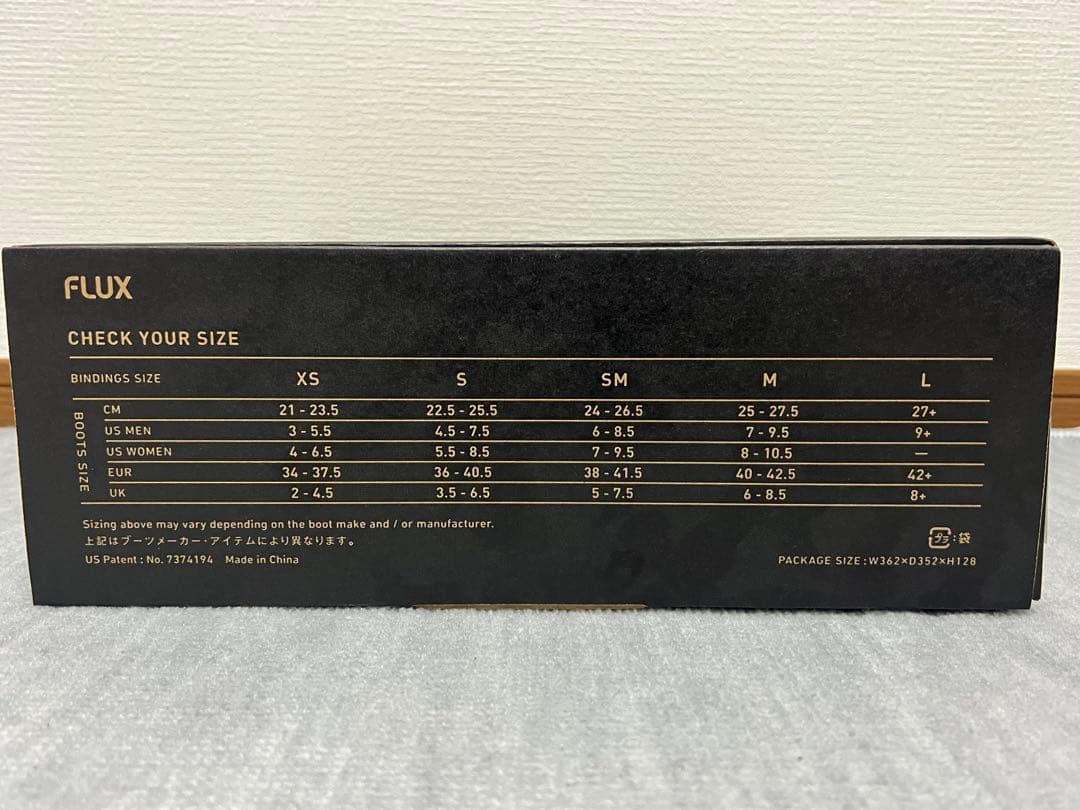 FLUX
CHECK YOUR SIZE
BINDINGS SIZE XS S SM M L
BOOTS SIZE
CM 21 - 23.5 22.5 - 25.5 24 - 26.5 25 - 27.5 27+
US MEN 3 - 5.5 4.5 - 7.5 6 - 8.5 7 - 9.5 9+
US WOMEN 4 - 6.5 5.5 - 8.5 7 - 9.5 8 - 10.5 —
EUR 34 - 37.5 36 - 40.5 38 - 41.5 40 - 42.5 42+
UK 2 - 4.5 3.5 - 6.5 5 - 7.5 6 - 8.5 8+
Sizing above may vary depending on the boot make and / or manufacturer.
上記はブーツメーカー・アイテムにより異なります。
プラ:袋
US Patent : No. 7374194 Made in China
PACKAGE SIZE:W362×D352×H128